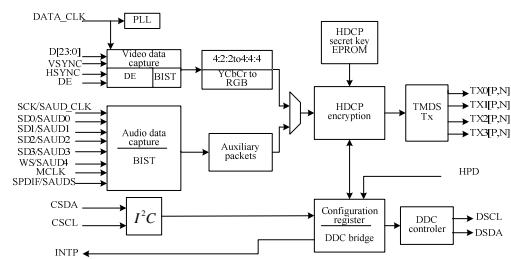 DATA_CLK
PLL
D[23:0]
VSYNC
HSYNC
DE
Video data
capture
DE
BIST
4:2:2to4:4:4
YCbCr to
RGB
HDCP
secret key
EPROM
SCK/SAUD_CLK
SD0/SAUD0
SD1/SAUD1
SD2/SAUD2
SD3/SAUD3
WS/SAUD4
MCLK
SPDIF/SAUDS
Audio data
capture
BIST
Auxiliary
packets
HDCP
encryption
TMDS
Tx
TX0[P,N]
TX1[P,N]
TX2[P,N]
TX3[P,N]
HPD
CSDA
CSCL
I²C
Configuration
register
DDC bridge
DDC
controler
DSCL
DSDA
INTP